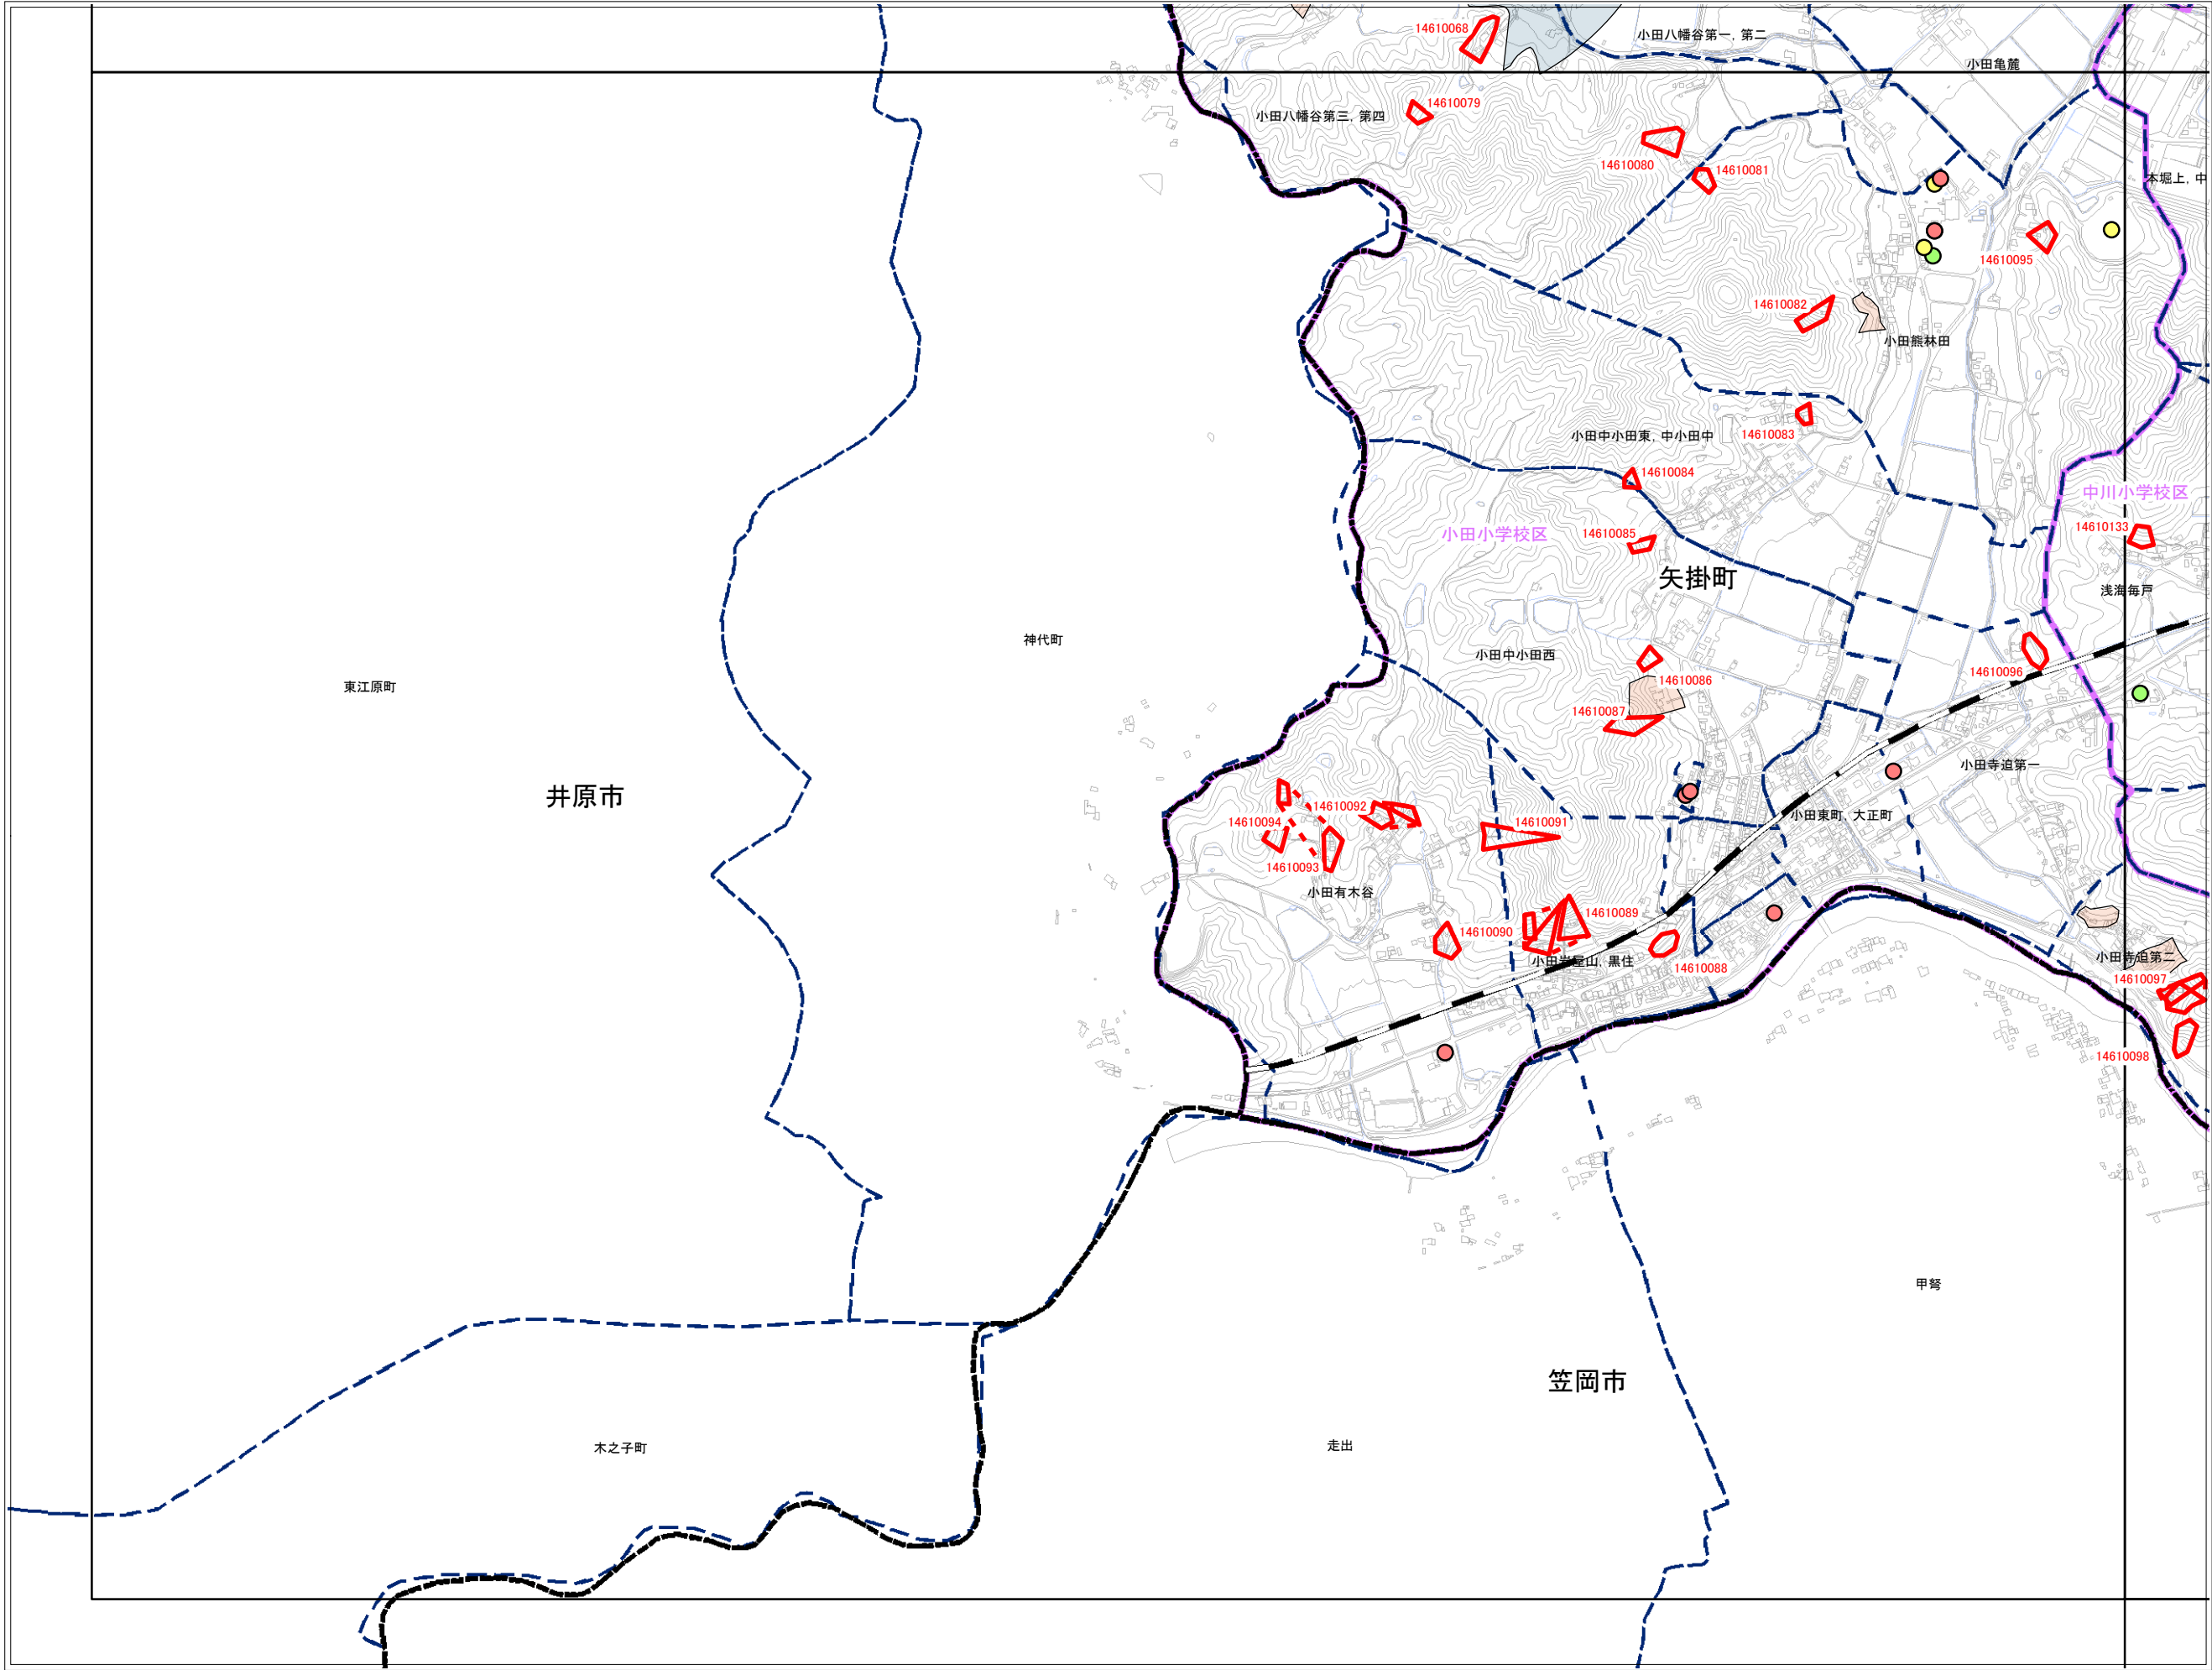 14610068
小田八幡谷第一，第二
小田亀麓
14610079
小田八幡谷第三，第四
14610080
14610081
本堀上，中
14610095
14610082
小田熊林田
小田中小田東，中小田中
14610083
14610084
中川小学校区
14610133
小田小学校区
14610085
矢掛町
浅海毎戸
神代町
小田中小田西
14610096
14610086
東江原町
14610087
小田寺迫第一
井原市
14610092
14610094
14610091
小田東町，大正町
14610093
小田有木谷
14610089
14610090
小田岩屋山，黒住
14610088
小田寺迫第二
14610097
14610098
甲弩
笠岡市
木之子町
走出